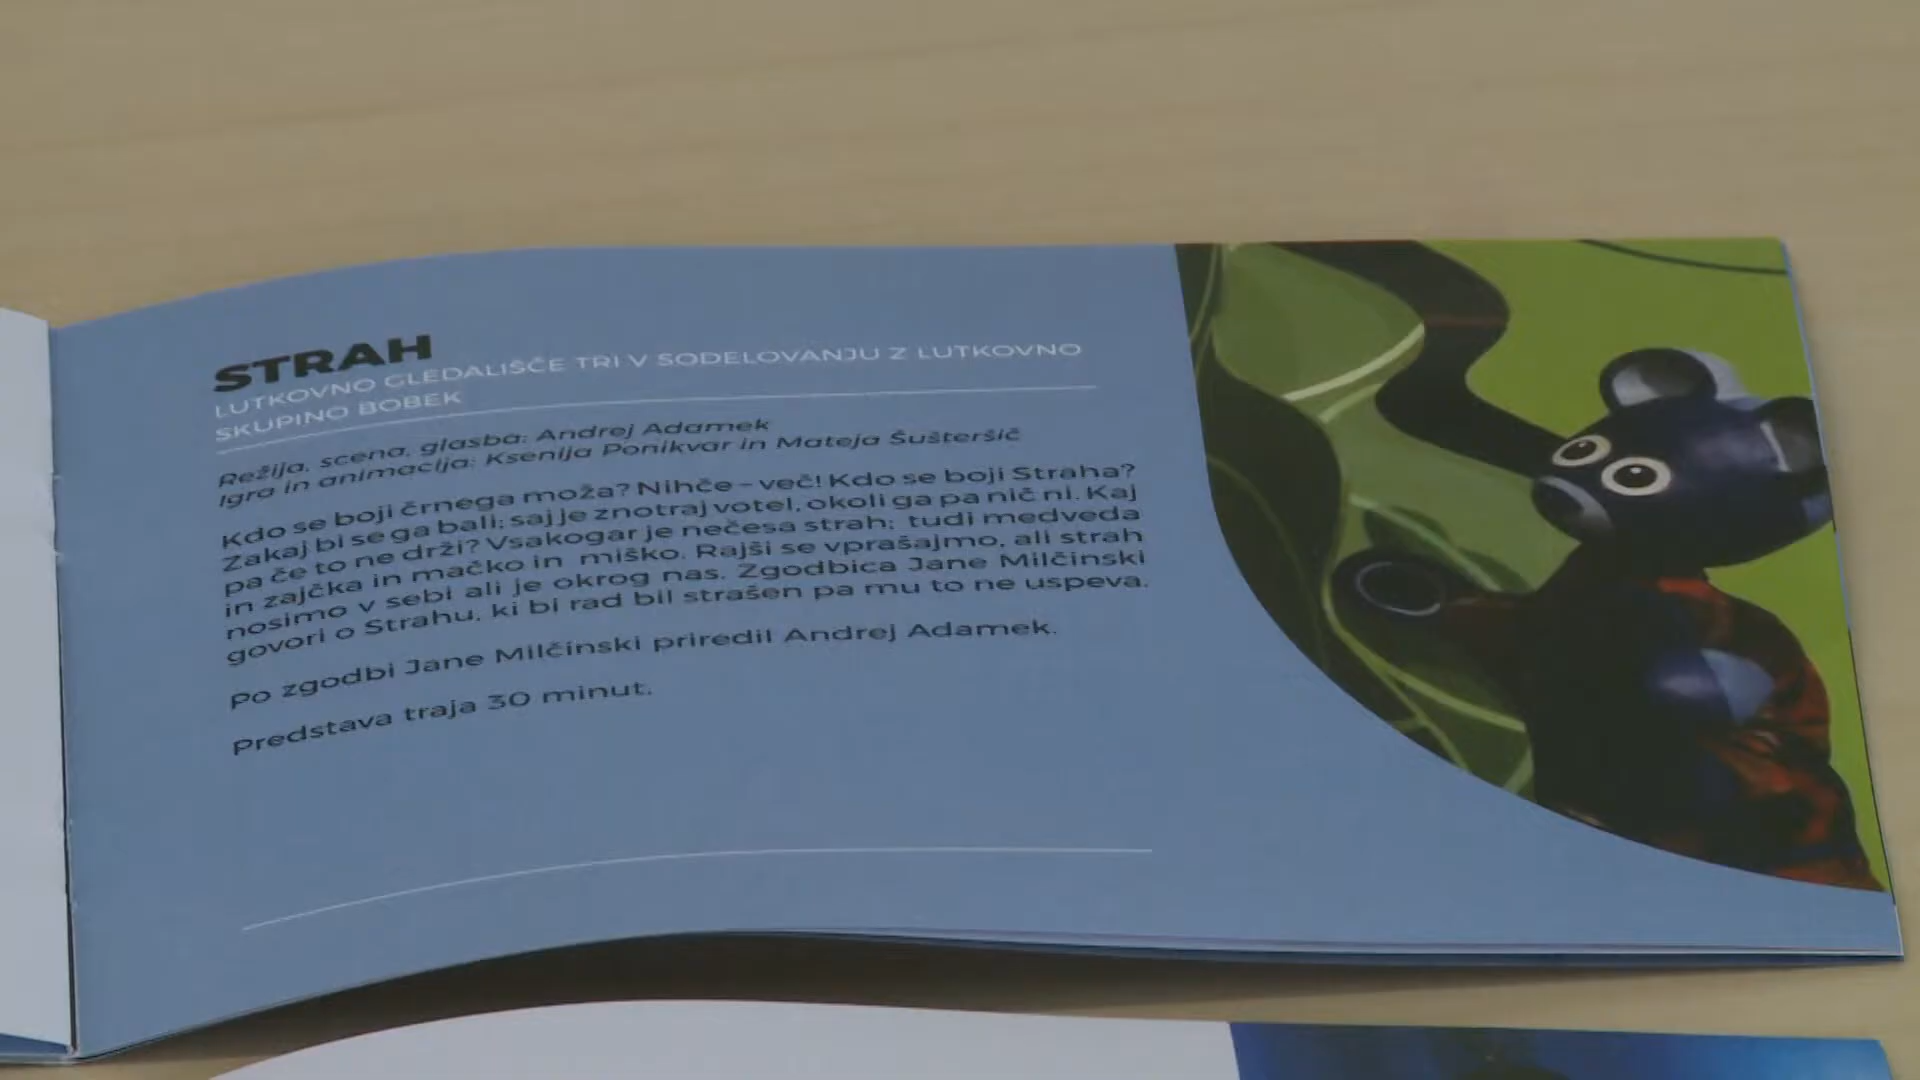 STRAH
LUTKOVNO GLEDALIŠČE TRI V SODELOVANJU Z LUTKOVNO
SKUPINO BOBEK
Režija, scena, glasba: Andrej Adamek
Igra in animacija: Ksenija Ponikvar in Mateja Šušteršič
Kdo se boji črnega moža? Nihče – več! Kdo se boji Straha?
Zakaj bi se ga bali; saj je znotraj votel, okoli ga pa nič ni. Kaj
pa če to ne drži? Vsakogar je nečesa strah; tudi medveda
in zajčka in mačko in miško. Rajši se vprašajmo, ali strah
nosimo v sebi ali je okrog nas. Zgodbica Jane Milčinski
govori o Strahu, ki bi rad bil strašen pa mu to ne uspeva.
Po zgodbi Jane Milčinski priredil Andrej Adamek.
Predstava traja 30 minut.